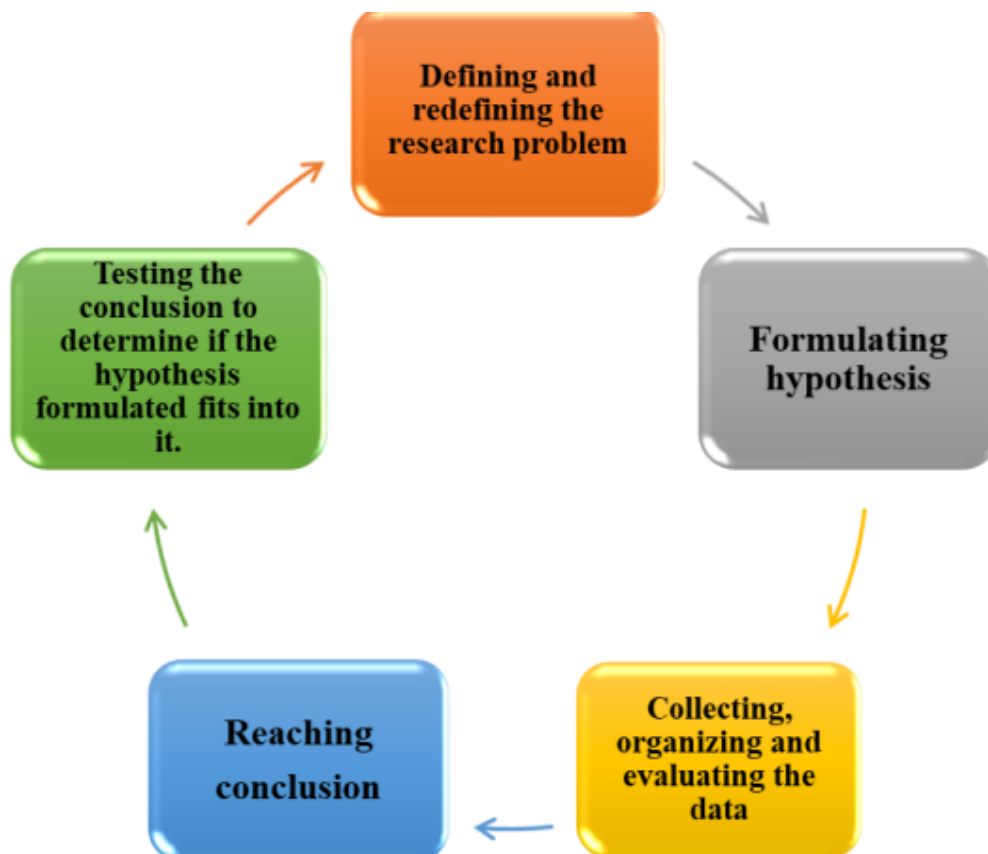 Defining and
redefining the
research problem
Formulating
hypothesis
Collecting,
organizing and
evaluating the
data
Reaching
conclusion
Testing the
conclusion to
determine if the
hypothesis
formulated fits into
it.